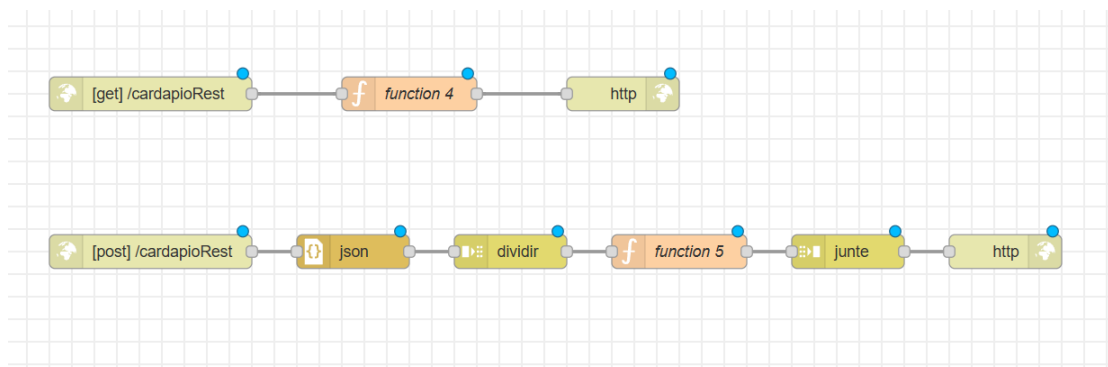 [get] /cardapioRest
function 4
http
[post] /cardapioRest
json
dividir
function 5
junte
http